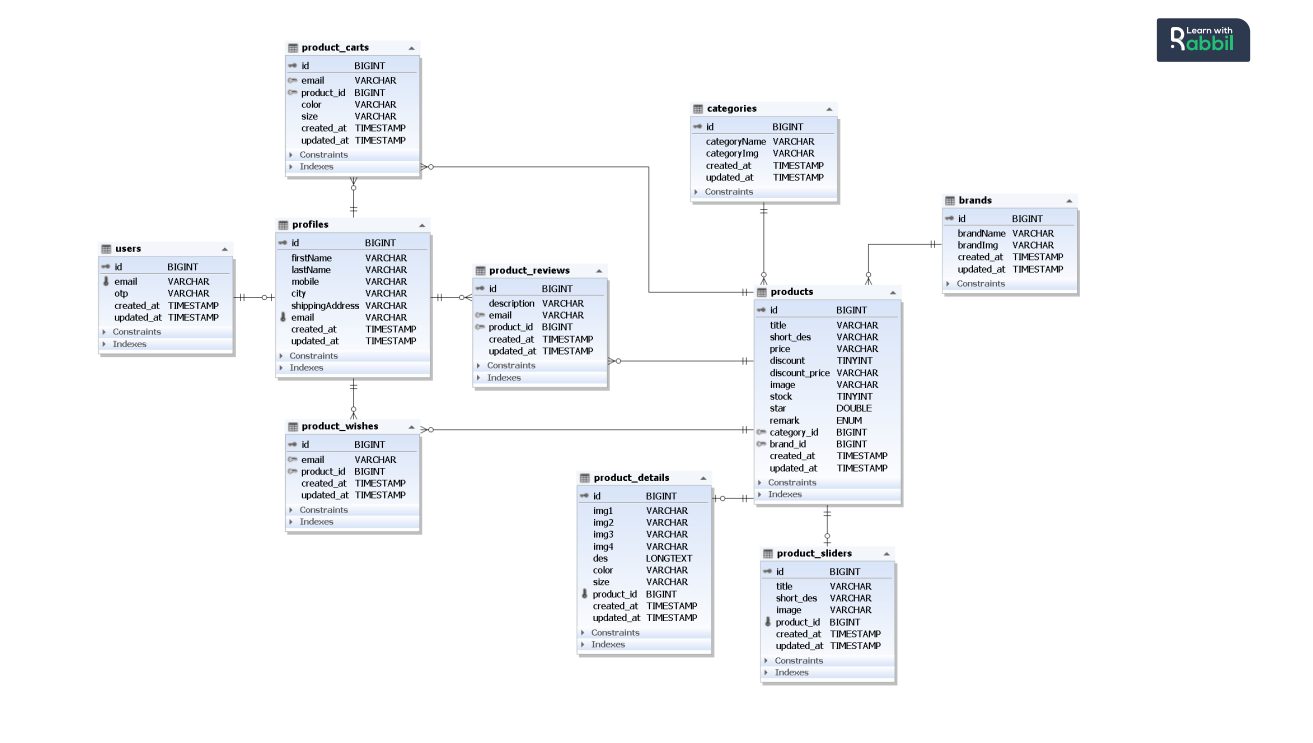 Learn with
Rabbil
product_carts
id BIGINT
email VARCHAR
product_id BIGINT
color VARCHAR
size VARCHAR
created_at TIMESTAMP
updated_at TIMESTAMP
Constraints
Indexes
categories
id BIGINT
categoryName VARCHAR
categoryImg VARCHAR
created_at TIMESTAMP
updated_at TIMESTAMP
Constraints
brands
id BIGINT
brandName VARCHAR
brandImg VARCHAR
created_at TIMESTAMP
updated_at TIMESTAMP
Constraints
users
id BIGINT
email VARCHAR
otp VARCHAR
created_at TIMESTAMP
updated_at TIMESTAMP
Constraints
Indexes
profiles
id BIGINT
firstName VARCHAR
lastName VARCHAR
mobile VARCHAR
city VARCHAR
shippingAddress VARCHAR
email VARCHAR
created_at TIMESTAMP
updated_at TIMESTAMP
Constraints
Indexes
product_reviews
id BIGINT
description VARCHAR
email VARCHAR
product_id BIGINT
created_at TIMESTAMP
updated_at TIMESTAMP
Constraints
Indexes
products
id BIGINT
title VARCHAR
short_des VARCHAR
price VARCHAR
discount TINYINT
discount_price VARCHAR
image VARCHAR
stock TINYINT
star DOUBLE
remark ENUM
category_id BIGINT
brand_id BIGINT
created_at TIMESTAMP
updated_at TIMESTAMP
Constraints
Indexes
product_wishes
id BIGINT
email VARCHAR
product_id BIGINT
created_at TIMESTAMP
updated_at TIMESTAMP
Constraints
Indexes
product_details
id BIGINT
img1 VARCHAR
img2 VARCHAR
img3 VARCHAR
img4 VARCHAR
des LONGTEXT
color VARCHAR
size VARCHAR
product_id BIGINT
created_at TIMESTAMP
updated_at TIMESTAMP
Constraints
Indexes
product_sliders
id BIGINT
title VARCHAR
short_des VARCHAR
image VARCHAR
product_id BIGINT
created_at TIMESTAMP
updated_at TIMESTAMP
Constraints
Indexes